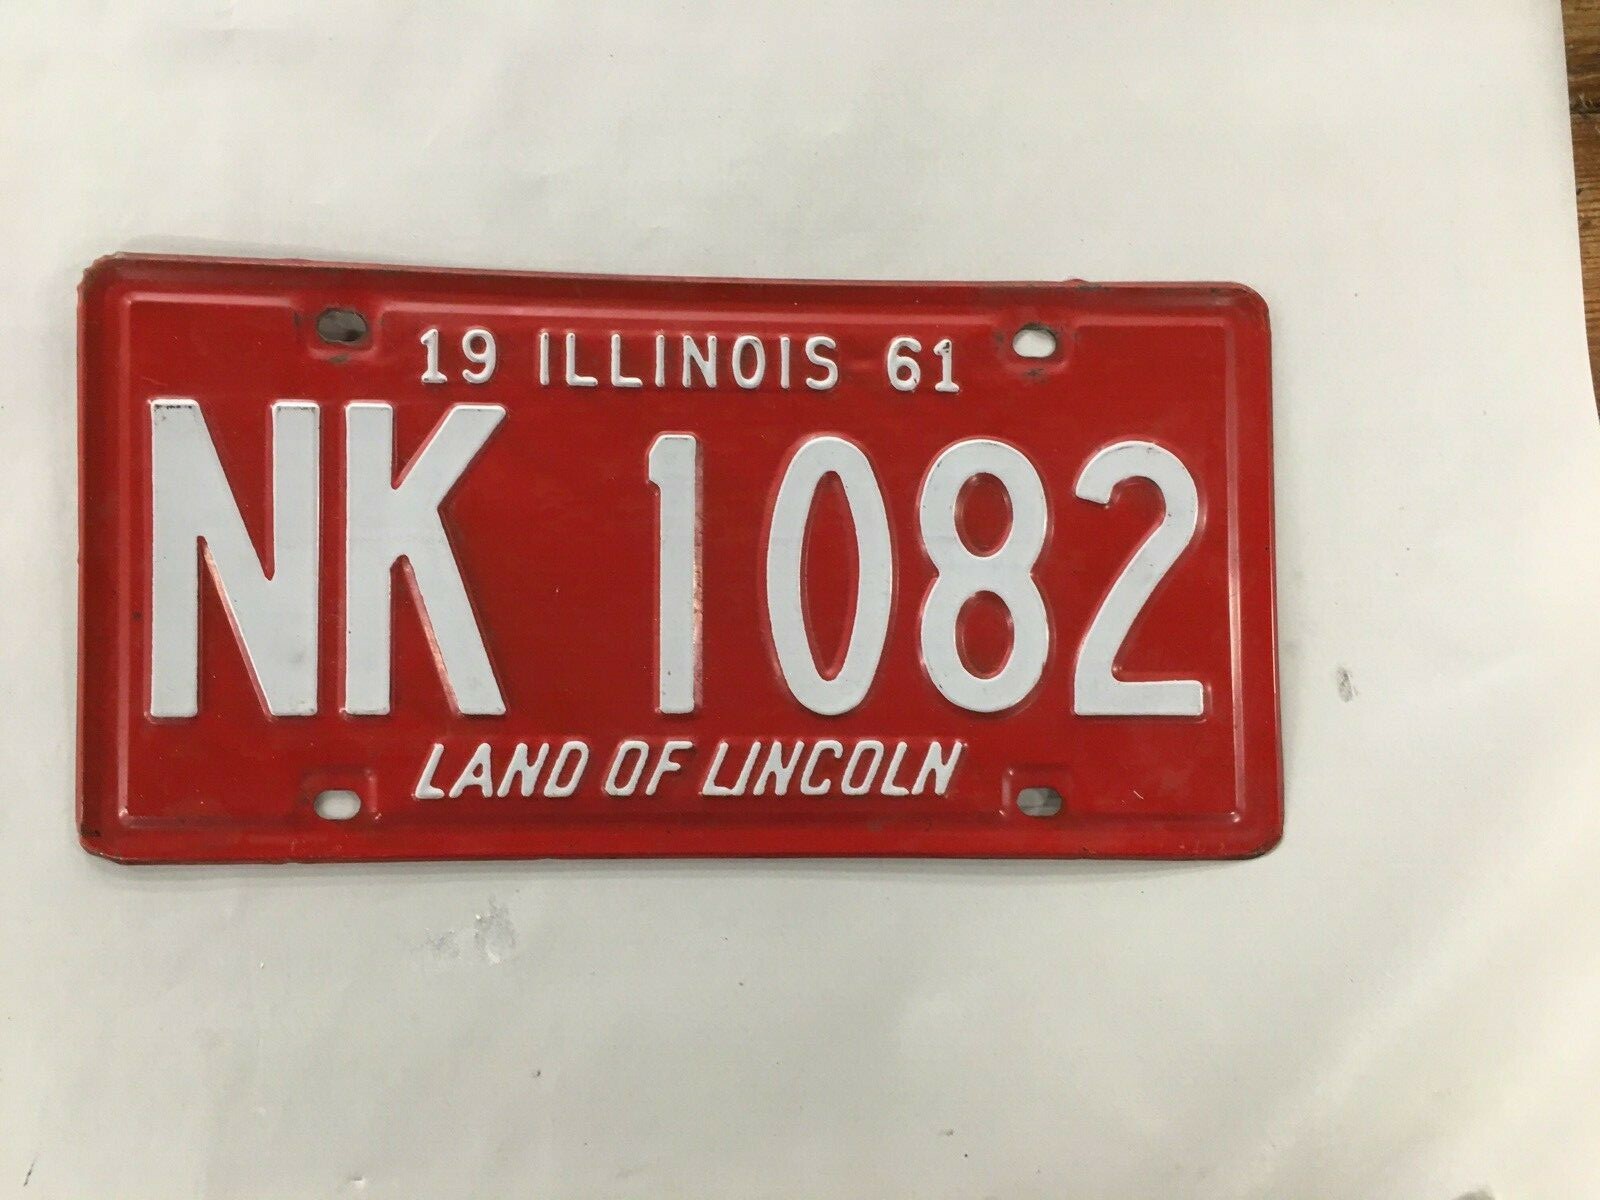 19 ILLINOIS 61
NK 1082
LAND OF LINCOLN